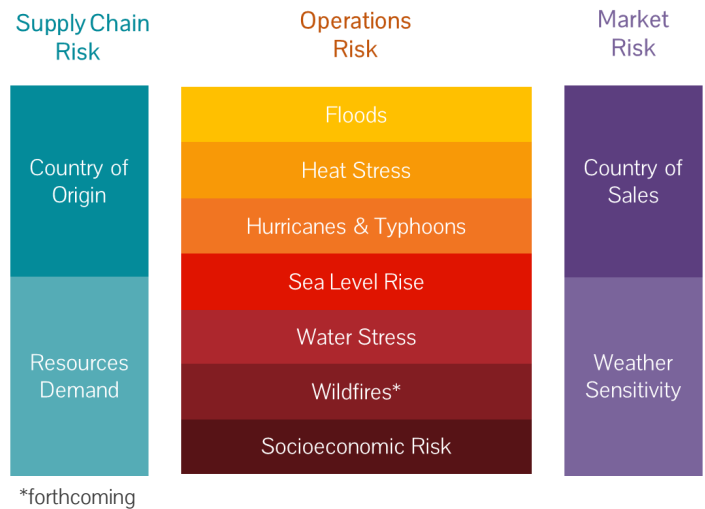 Supply Chain
Risk
Country of
Origin
Resources
Demand
*forthcoming
Operations
Risk
Floods
Heat Stress
Hurricanes & Typhoons
Sea Level Rise
Water Stress
Wildfires*
Socioeconomic Risk
Market
Risk
Country of
Sales
Weather
Sensitivity